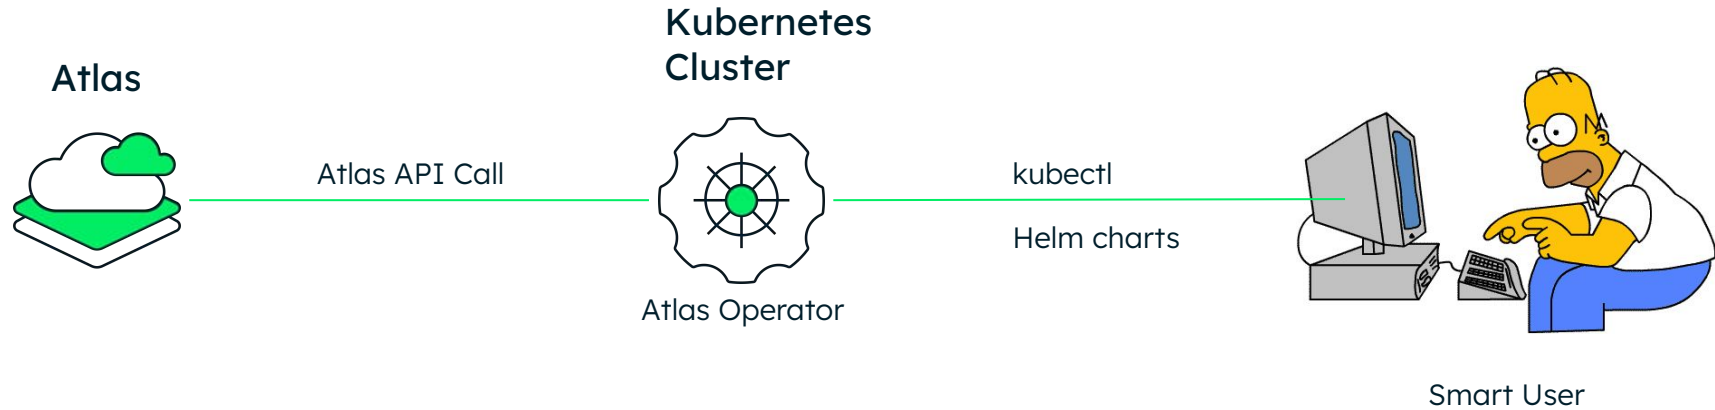 Atlas
Kubernetes
Cluster
Atlas API Call
kubectl
Helm charts
Atlas Operator
Smart User